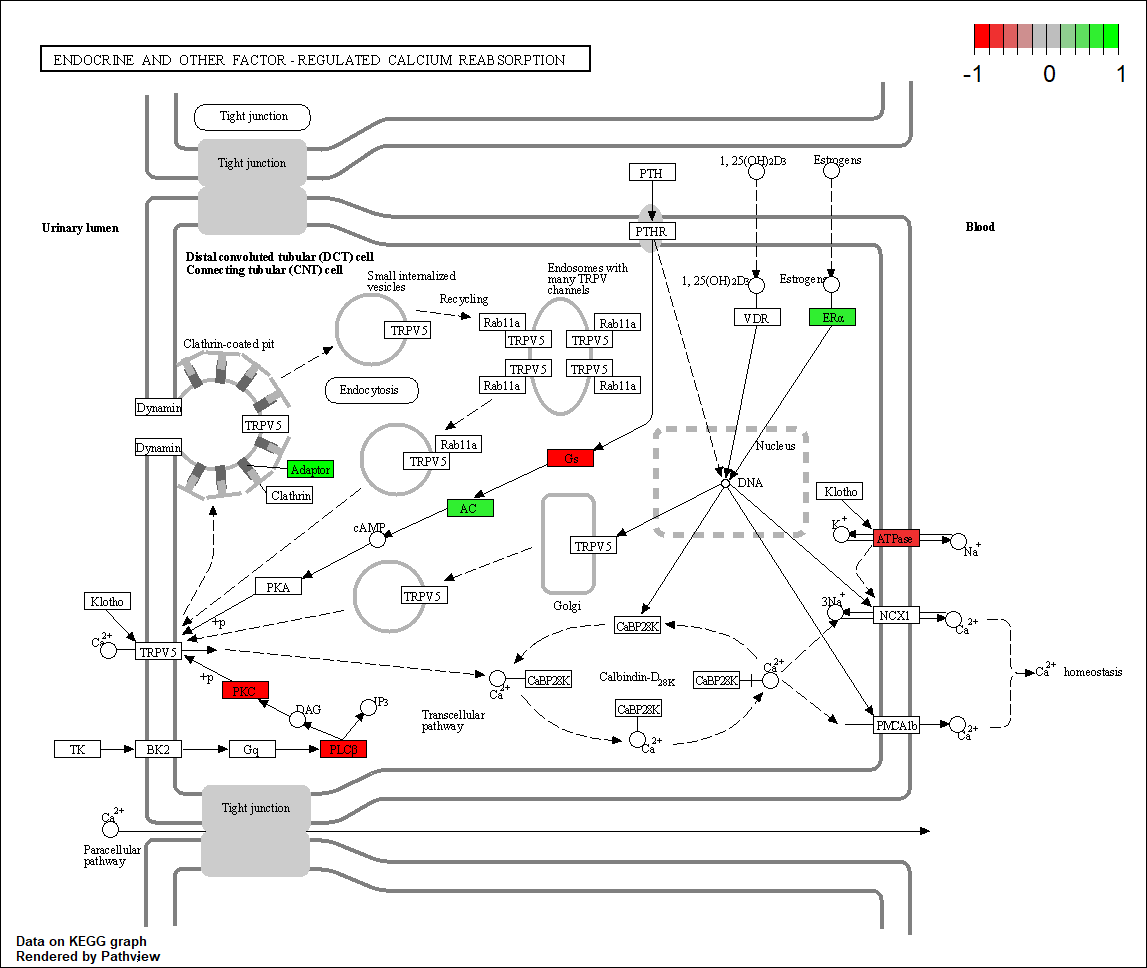 ENDOCRINE AND OTHER FACTOR - REGULATED CALCIUM REABSORPTION
-1 0 1
Tight junction
Tight junction
PTH
1, 25(OH)2D3
Estrogens
Urinary lumen
PTHR
Blood
Distal convoluted tubular (DCT) cell
Connecting tubular (CNT) cell
Small internalized
vesicles
Recycling
Endosomes with
many TRPV
channels
1, 25(OH)2D3
Estrogens
TRPV5
Rab11a
TRPV5
Rab11a
TRPV5
VDR
ERα
Clathrin-coated pit
TRPV5
Rab11a
TRPV5
Rab11a
Endocytosis
Dynamin
TRPV5
Dynamin
Rab11a
TRPV5
Nucleus
Adaptor
Gs
Clathrin
DNA
Klotho
AC
cAMP
K+
ATPase
Na+
TRPV5
PKA
TRPV5
Golgi
Klotho
+p
3Na+
NCX1
Ca2+
Ca2+
TRPV5
CaBP28K
+p
PKC
Ca2+
CaBP28K
Calbindin-D28K
CaBP28K
Ca2+
Ca2+ homeostasis
DAG
IP3
Transcellular
pathway
CaBP28K
Ca2+
PMCA1b
Ca2+
TK
BK2
Gq
PLCβ
Tight junction
Ca2+
Paracellular
pathway
Data on KEGG graph
Rendered by Pathview